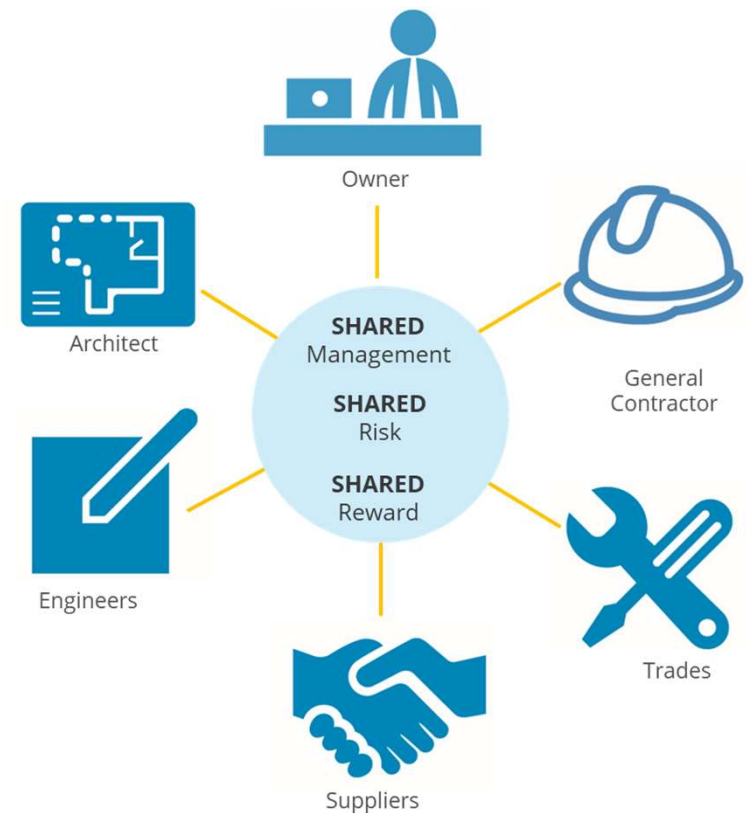 Owner
Architect
General
Contractor
SHARED
Management
SHARED
Risk
SHARED
Reward
Engineers
Trades
Suppliers